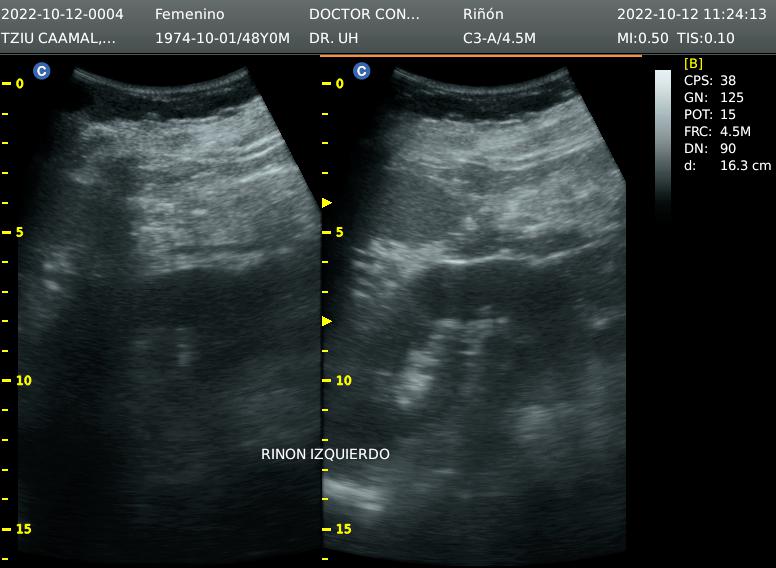 2022-10-12-0004 Femenino DOCTOR CON... Riñón 2022-10-12 11:24:13
TZIU CAAMAL,... 1974-10-01/48Y0M DR. UH C3-A/4.5M MI:0.50 TIS:0.10
C C [B]
0 0 CPS: 38
GN: 125
POT: 15
FRC: 4.5M
DN: 90
d: 16.3 cm
5 5
10 10
RINON IZQUIERDO
15 15